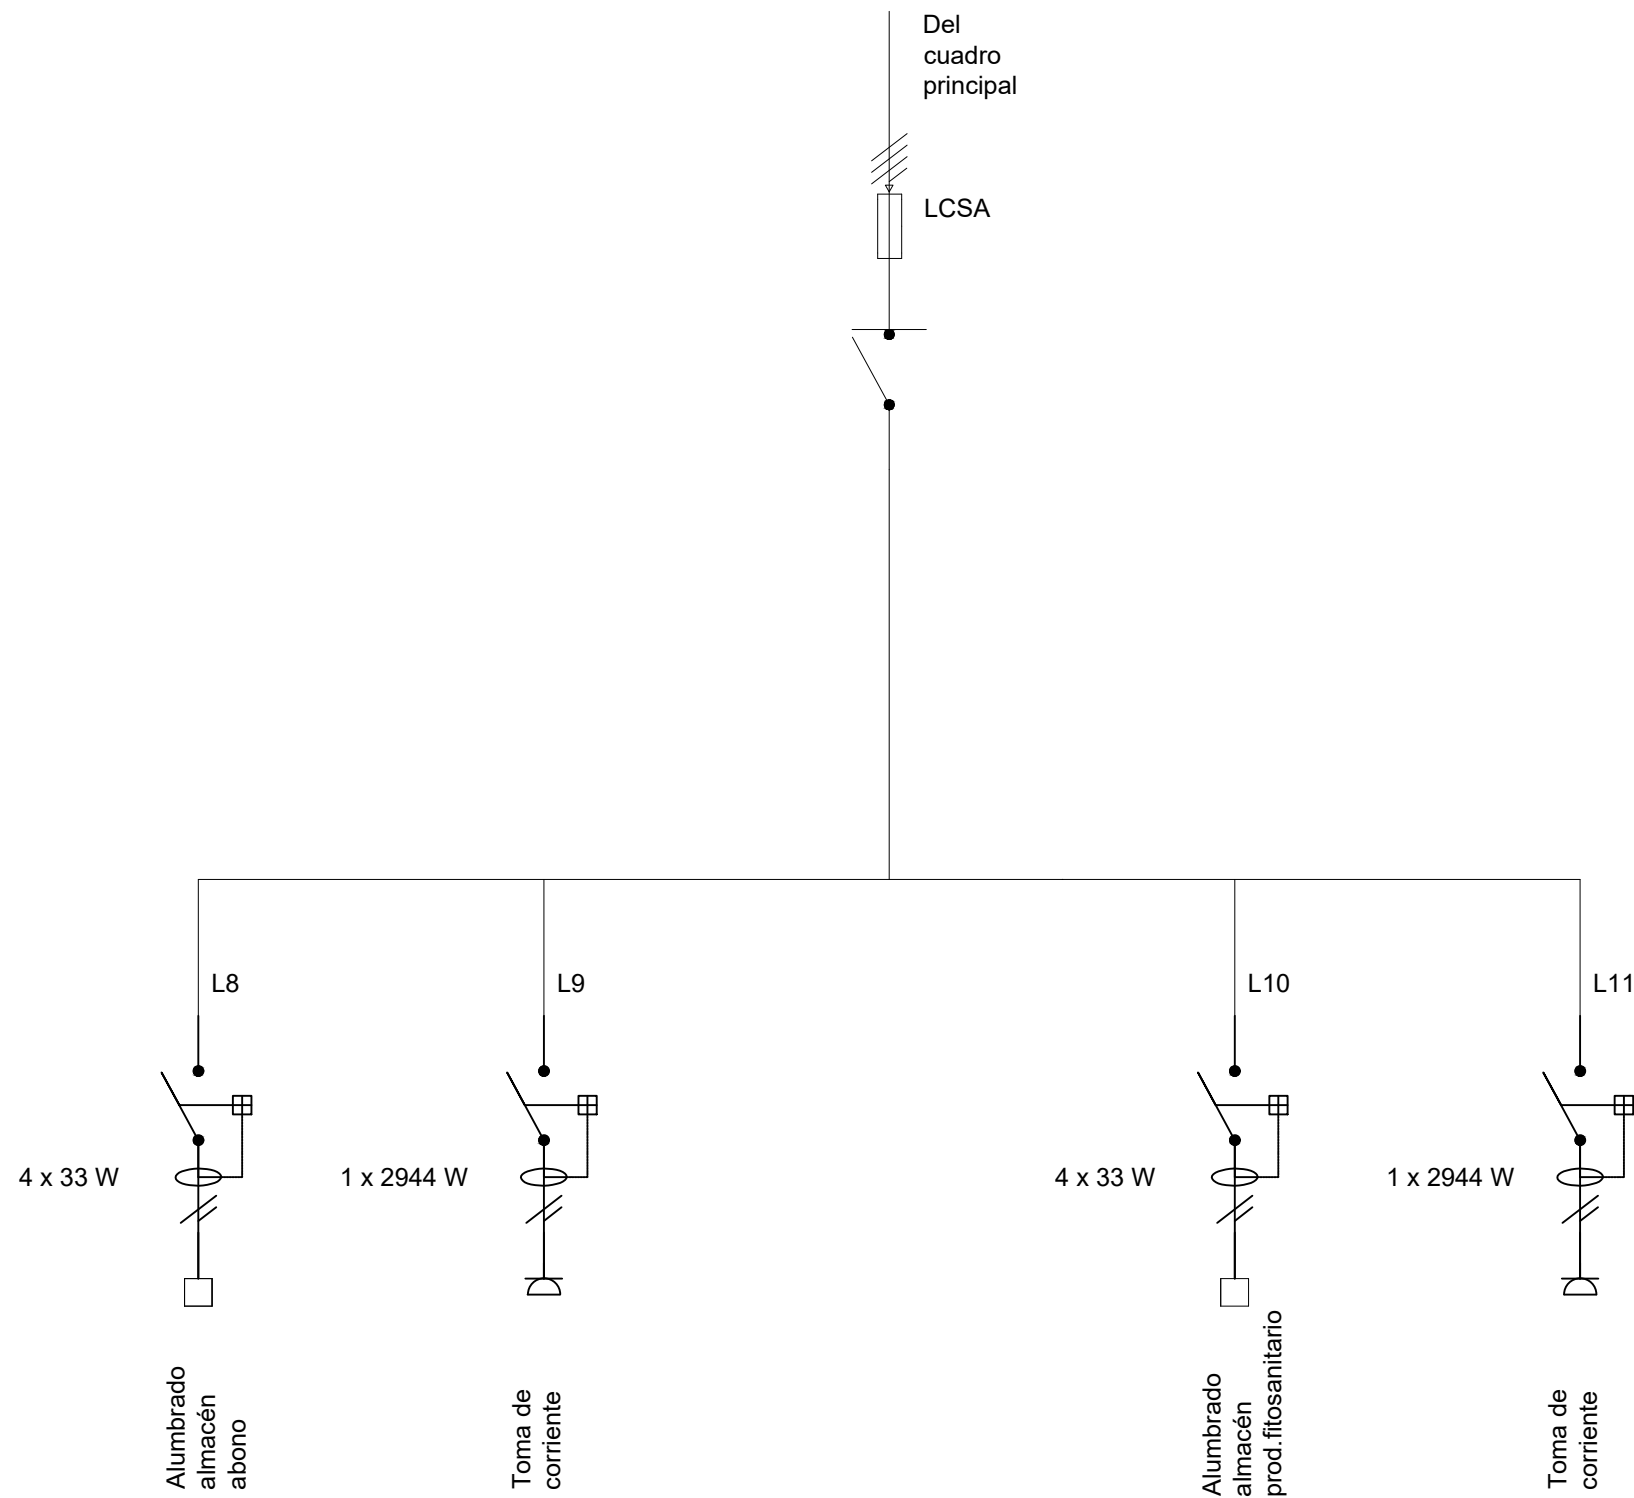 Del
cuadro
principal
LCSA
L8
L9
L10
L11
4 x 33 W
1 x 2944 W
4 x 33 W
1 x 2944 W
Alumbrado
almacén
abono
Toma de
corriente
Alumbrado
almacén
prod.fitosanitario
Toma de
corriente